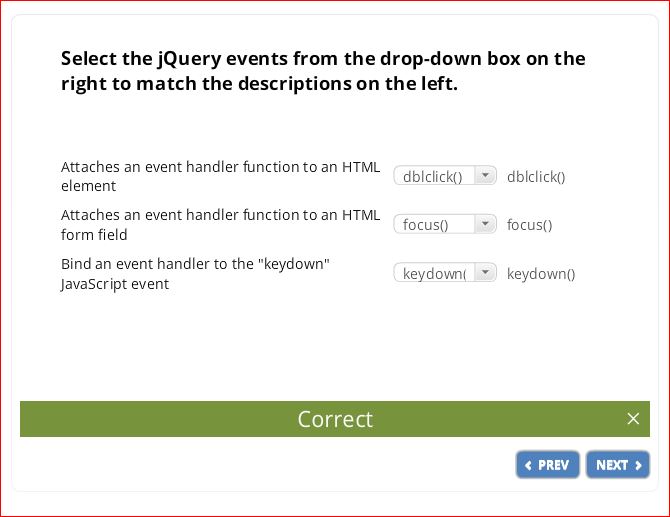 Select the jQuery events from the drop-down box on the
right to match the descriptions on the left.
Attaches an event handler function to an HTML
element
dblclick() dblclick()
Attaches an event handler function to an HTML
form field
focus() focus()
Bind an event handler to the "keydown"
JavaScript event
keydown( keydown()
Correct ×
PREV NEXT